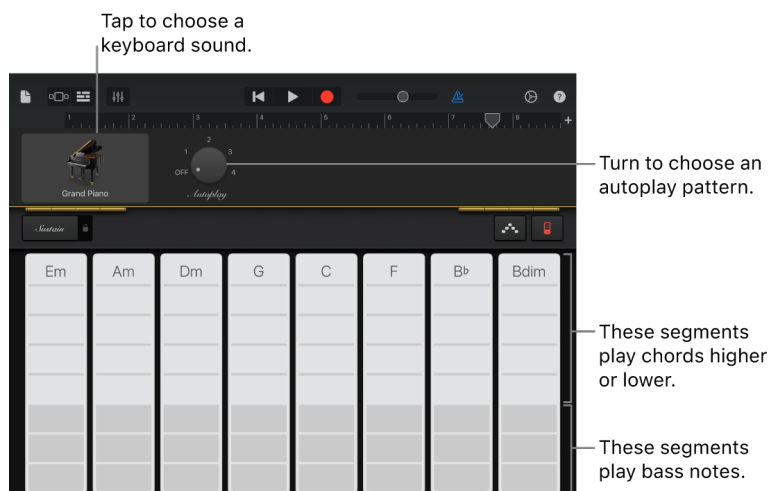 Tap to choose a
keyboard sound.
?
1 2 3 4 5 6 7 8 +
2
1 3
OFF 4
Grand Piano
Autoplay
Turn to choose an
autoplay pattern.
Sustain
Em Am Dm G C F B♭ Bdim
These segments
play chords higher
or lower.
These segments
play bass notes.